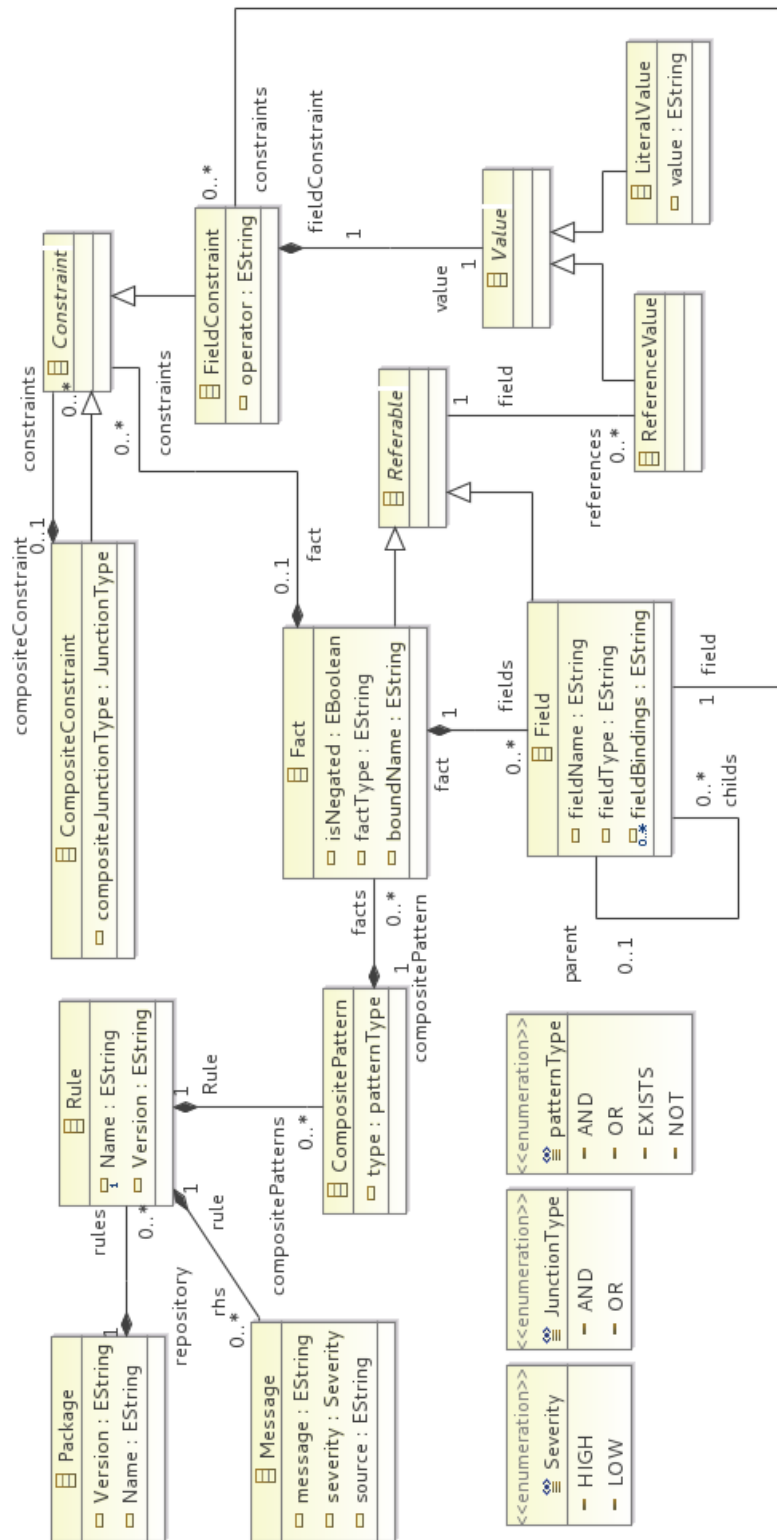 Package
Version : EString
Name : EString
1
repository
rules
0..*
Rule
1
Name : EString
Version : EString
1
rule
rhs
0..*
Message
message : EString
severity : Severity
source : EString
1
Rule
compositePatterns
0..*
CompositePattern
type : patternType
1
compositePattern
facts
0..*
Fact
isNegated : EBoolean
factType : EString
boundName : EString
0..1
fact
constraints
0..*
CompositeConstraint
compositeJunctionType : JunctionType
compositeConstraint
0..1
constraints
0..*
Constraint
FieldConstraint
operator : EString
0..*
constraints
fieldConstraint
1
value
1
Value
LiteralValue
value : EString
ReferenceValue
references
0..*
field
1
Referable
fact
1
fields
0..*
Field
fieldName : EString
fieldType : EString
0..*
fieldBindings : EString
field
1
0..*
childs
parent
0..1
<<enumeration>>
Severity
HIGH
LOW
<<enumeration>>
JunctionType
AND
OR
<<enumeration>>
patternType
AND
OR
EXISTS
NOT